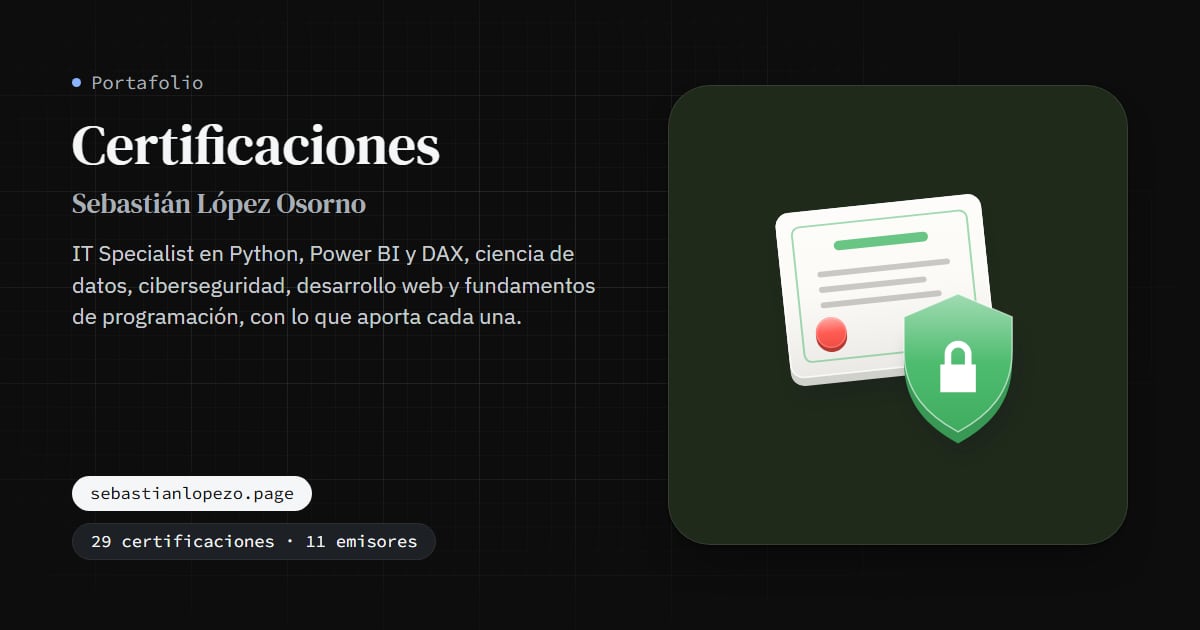 Portafolio
Certificaciones
Sebastián López Osorno
IT Specialist en Python, Power BI y DAX, ciencia de
datos, ciberseguridad, desarrollo web y fundamentos
de programación, con lo que aporta cada una.
sebastianlopezo.page
29 certificaciones · 11 emisores